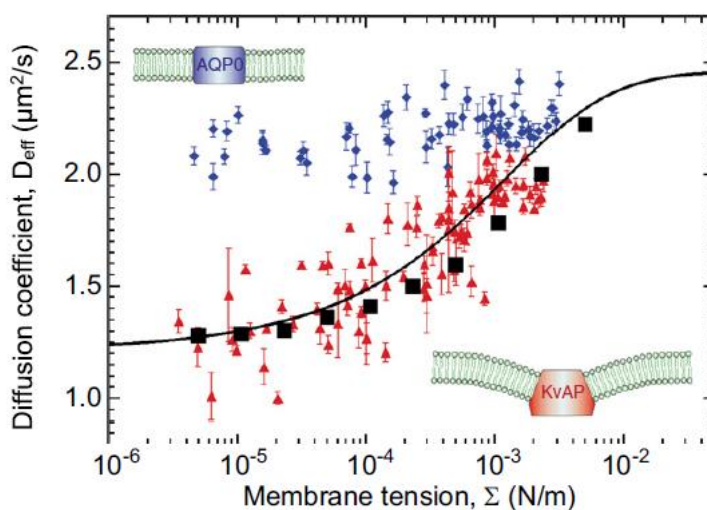 AQP0
2.5
2.0
1.5
1.0
Diffusion coefficient, D_eff (µm²/s)
KvAP
10⁻⁶ 10⁻⁵ 10⁻⁴ 10⁻³ 10⁻²
Membrane tension, Σ (N/m)